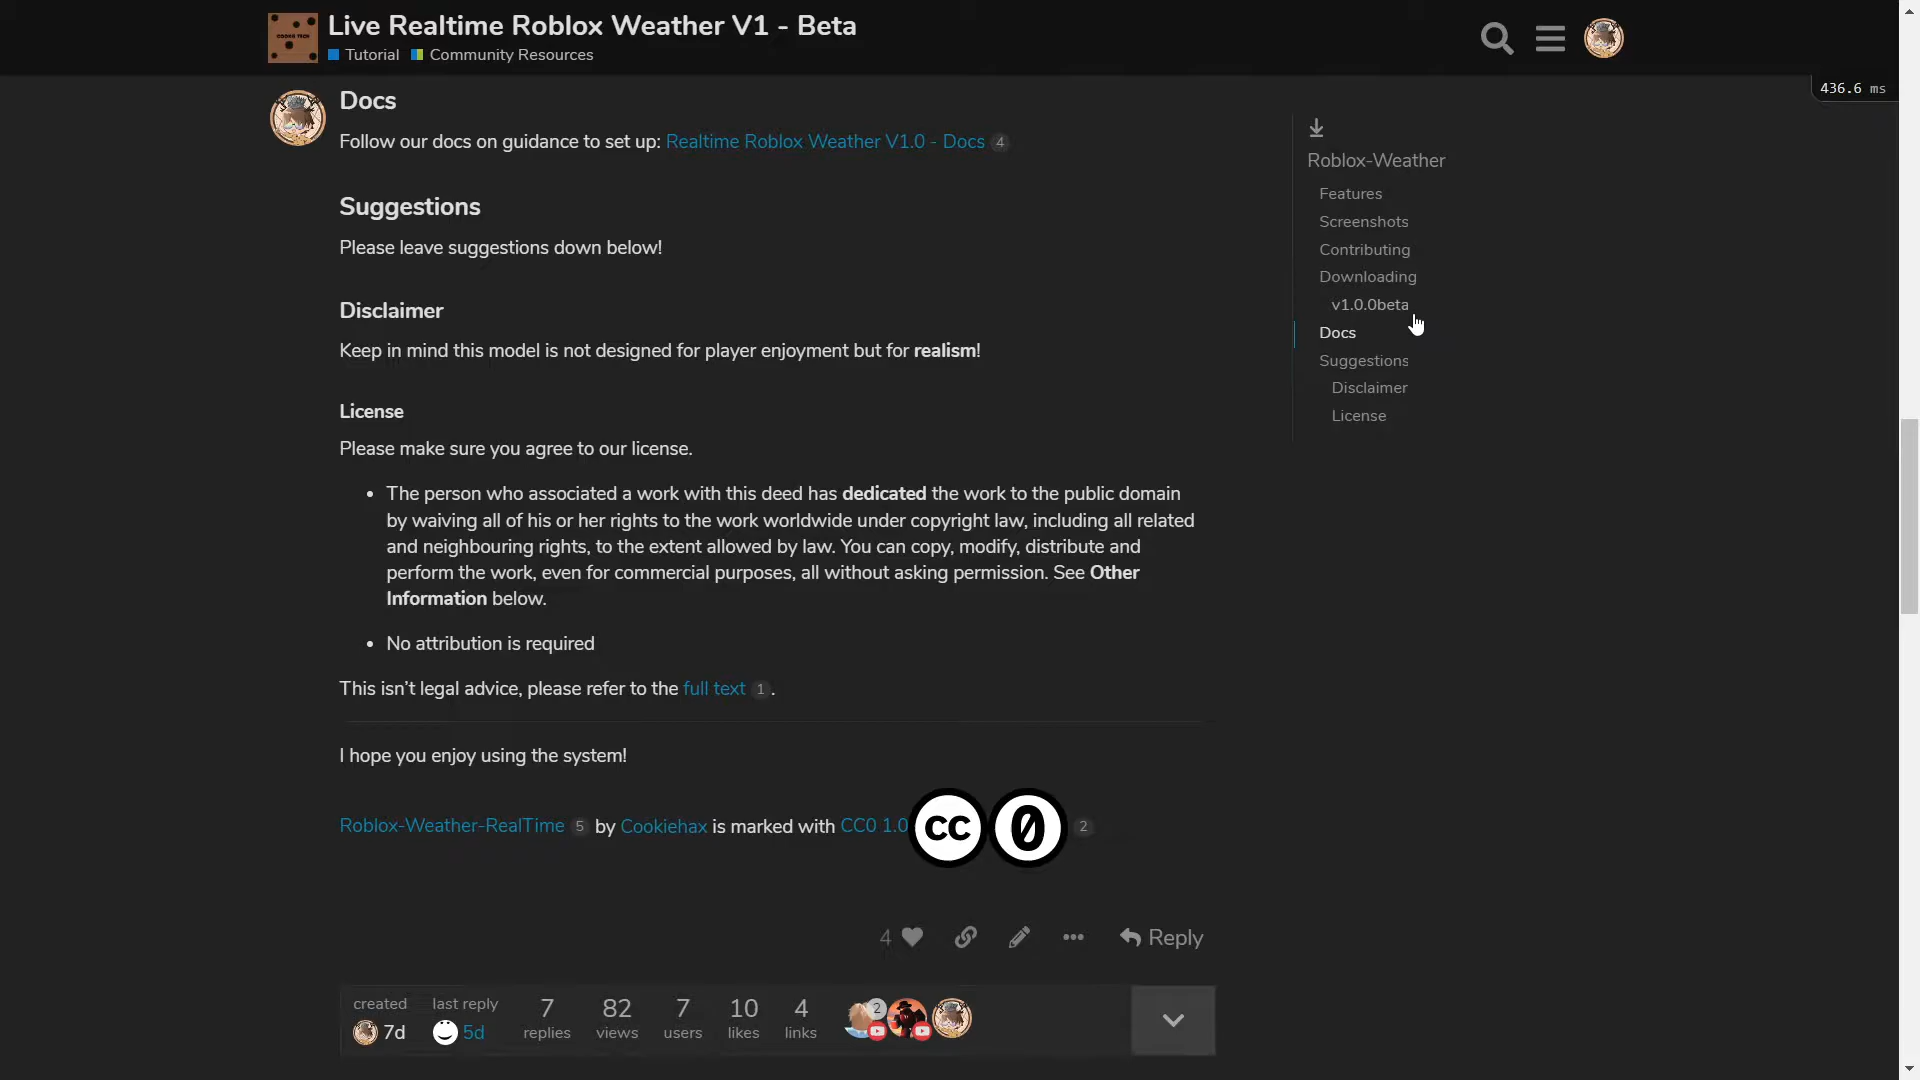 Live Realtime Roblox Weather V1 - Beta
Tutorial Community Resources
436.6 ms
Docs
Follow our docs on guidance to set up: Realtime Roblox Weather V1.0 - Docs 4
Suggestions
Please leave suggestions down below!
Disclaimer
Keep in mind this model is not designed for player enjoyment but for realism!
License
Please make sure you agree to our license.
• The person who associated a work with this deed has dedicated the work to the public domain
by waiving all of his or her rights to the work worldwide under copyright law, including all related
and neighbouring rights, to the extent allowed by law. You can copy, modify, distribute and
perform the work, even for commercial purposes, all without asking permission. See Other
Information below.
• No attribution is required
This isn't legal advice, please refer to the full text 1 .
I hope you enjoy using the system!
Roblox-Weather-RealTime 5 by Cookiehax is marked with CC0 1.0 CC 0 2
4 Reply
created last reply 7 82 7 10 4 2
7d 5d replies views users likes links
Roblox-Weather
Features
Screenshots
Contributing
Downloading
v1.0.0beta
Docs
Suggestions
Disclaimer
License